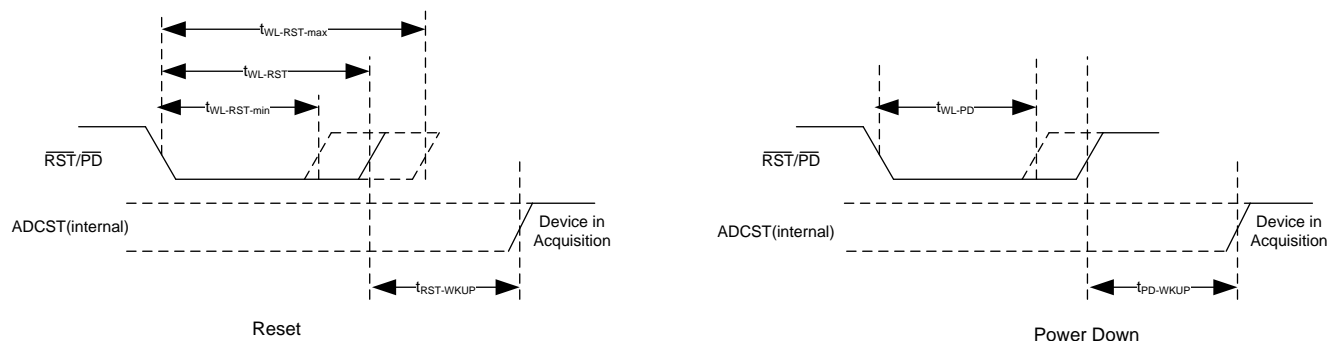 tWL-RST-max
tWL-RST
tWL-RST-min
RST/PD
ADCST(internal)
Device in
Acquisition
tRST-WKUP
Reset
tWL-PD
RST/PD
ADCST(internal)
Device in
Acquisition
tPD-WKUP
Power Down